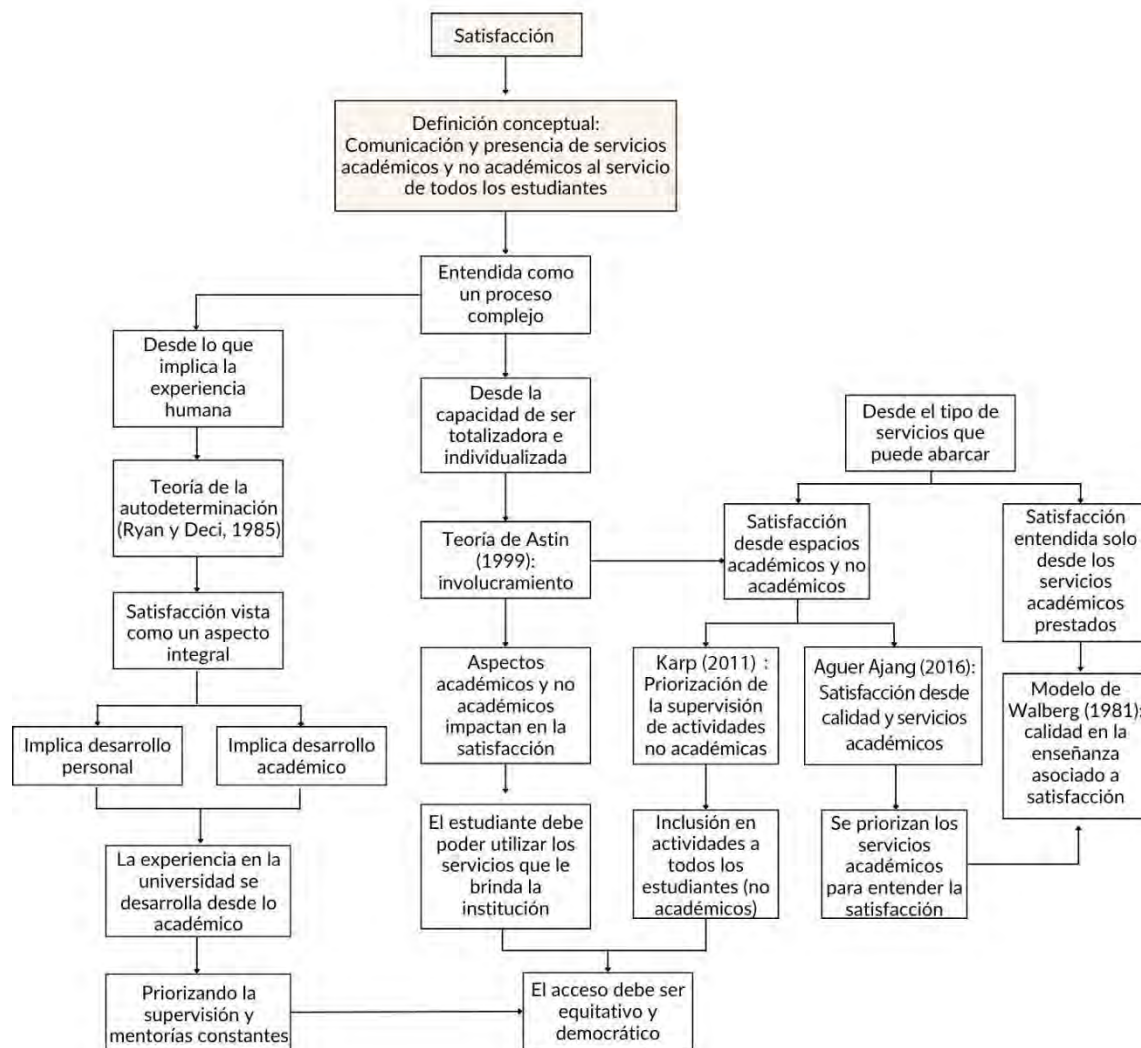 Satisfacción
Definición conceptual:
Comunicación y presencia de servicios
académicos y no académicos al servicio
de todos los estudiantes
Entendida como
un proceso
complejo
Desde lo que
implica la
experiencia
humana
Desde la
capacidad de ser
totalizadora e
individualizada
Desde el tipo de
servicios que
puede abarcar
Teoría de la
autodeterminación
(Ryan y Deci, 1985)
Teoría de Astin
(1999):
involucramiento
Satisfacción
desde espacios
académicos y no
académicos
Satisfacción
entendida solo
desde los
servicios
académicos
prestados
Satisfacción vista
como un aspecto
integral
Aspectos
académicos y no
académicos
impactan en la
satisfacción
Karp (2011) :
Priorización de
la supervisión
de actividades
no académicas
Aguer Ajang (2016):
Satisfacción desde
calidad y servicios
académicos
Modelo de
Walberg (1981):
calidad en la
enseñanza
asociado a
satisfacción
Implica desarrollo
personal
Implica desarrollo
académico
El estudiante debe
poder utilizar los
servicios que le
brinda la
institución
Inclusión en
actividades a
todos los
estudiantes (no
académicos)
Se priorizan los
servicios
académicos
para entender la
satisfacción
La experiencia en la
universidad se
desarrolla desde lo
académico
Priorizando la
supervisión y
mentorías constantes
El acceso debe ser
equitativo y
democrático